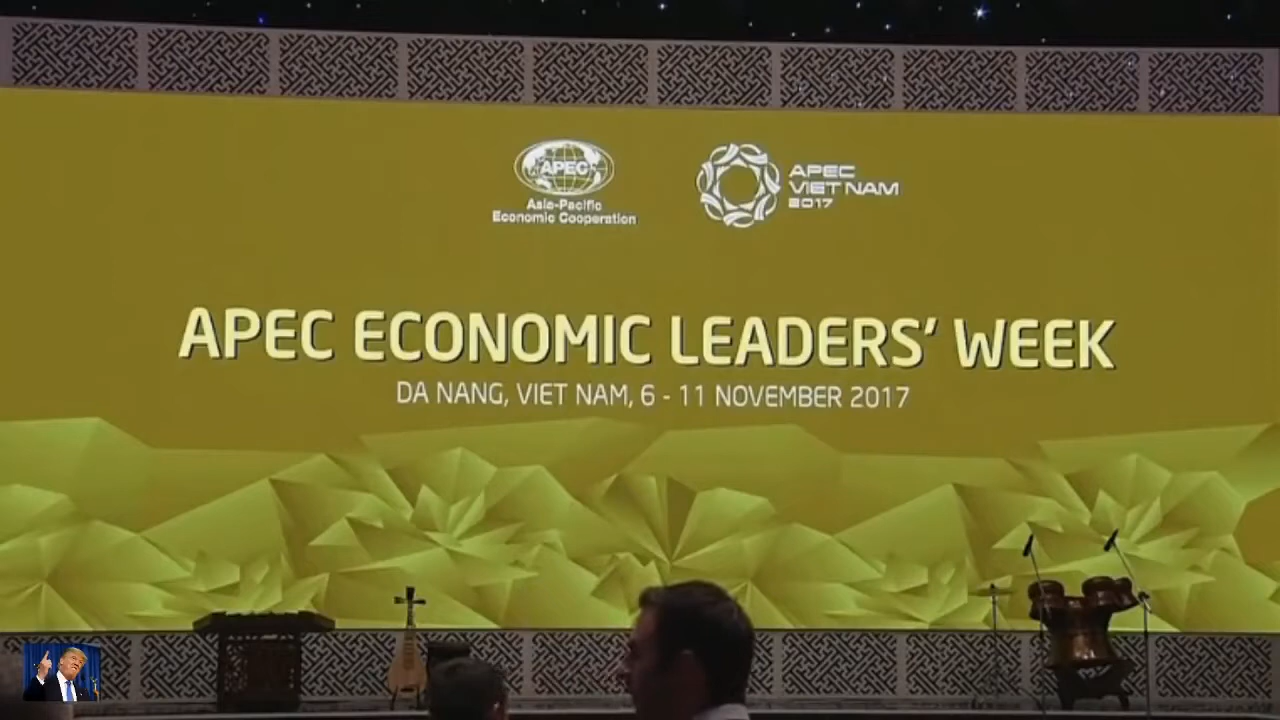 APEC
Asia-Pacific
Economic Cooperation
APEC
VIET NAM
2017
APEC ECONOMIC LEADERS' WEEK
DA NANG, VIET NAM, 6 - 11 NOVEMBER 2017